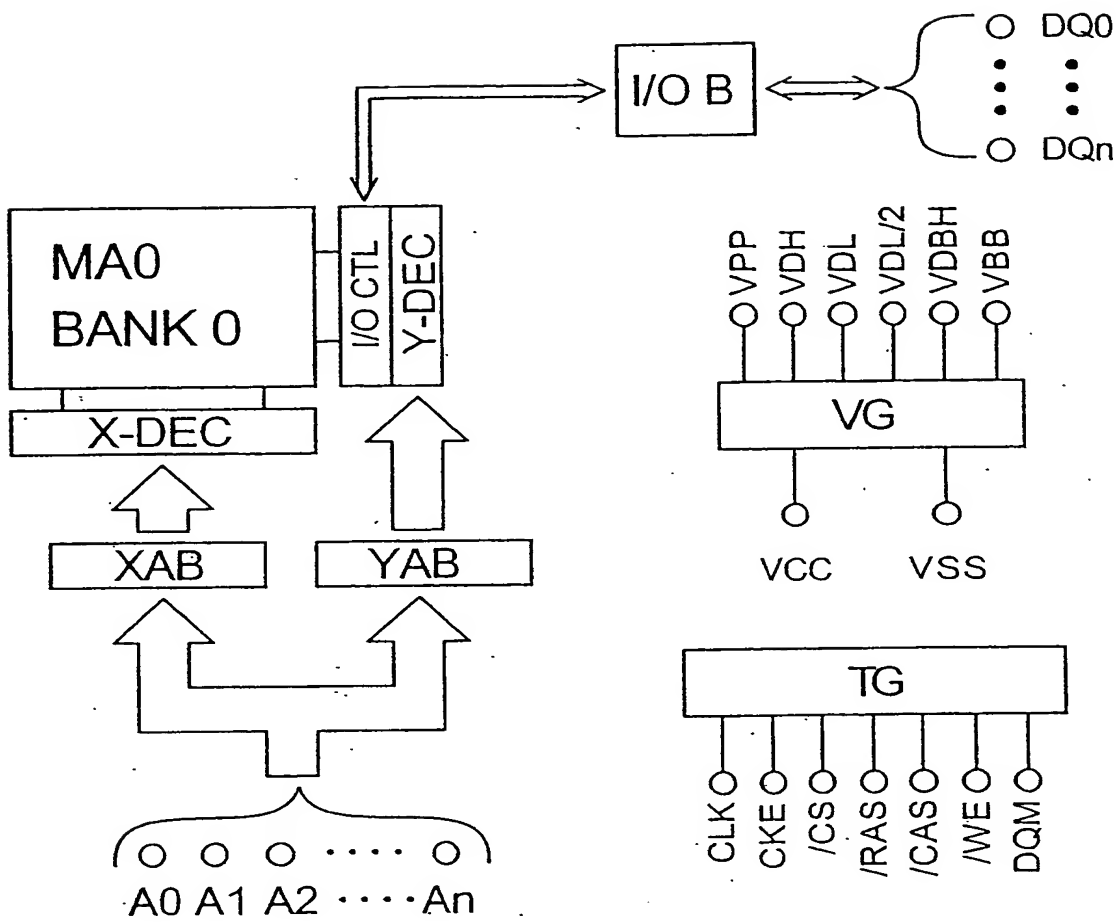 DQ0
I/O B
DQn
MA0
BANK 0
I/O CTL
Y-DEC
X-DEC
XAB
YAB
A0 A1 A2 ····· An
VPP
VDH
VDL
VDL/2
VDBH
VBB
VG
VCC
VSS
TG
CLK
CKE
/CS
/RAS
/CAS
/WE
DQM